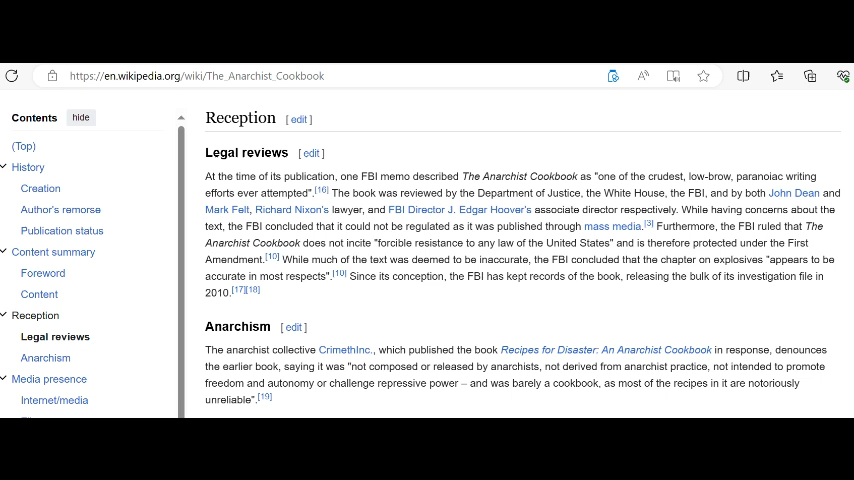 https://en.wikipedia.org/wiki/The_Anarchist_Cookbook
Contents hide
(Top)
History
Creation
Author's remorse
Publication status
Content summary
Foreword
Content
Reception
Legal reviews
Anarchism
Media presence
Internet/media
Reception [ edit ]
Legal reviews [ edit ]
At the time of its publication, one FBI memo described The Anarchist Cookbook as "one of the crudest, low-brow, paranoiac writing
efforts ever attempted".[16] The book was reviewed by the Department of Justice, the White House, the FBI, and by both John Dean and
Mark Felt, Richard Nixon's lawyer, and FBI Director J. Edgar Hoover's associate director respectively. While having concerns about the
text, the FBI concluded that it could not be regulated as it was published through mass media.[3] Furthermore, the FBI ruled that The
Anarchist Cookbook does not incite "forcible resistance to any law of the United States" and is therefore protected under the First
Amendment.[10] While much of the text was deemed to be inaccurate, the FBI concluded that the chapter on explosives "appears to be
accurate in most respects".[10] Since its conception, the FBI has kept records of the book, releasing the bulk of its investigation file in
2010.[17][18]
Anarchism [ edit ]
The anarchist collective CrimethInc., which published the book Recipes for Disaster: An Anarchist Cookbook in response, denounces
the earlier book, saying it was "not composed or released by anarchists, not derived from anarchist practice, not intended to promote
freedom and autonomy or challenge repressive power – and was barely a cookbook, as most of the recipes in it are notoriously
unreliable".[19]